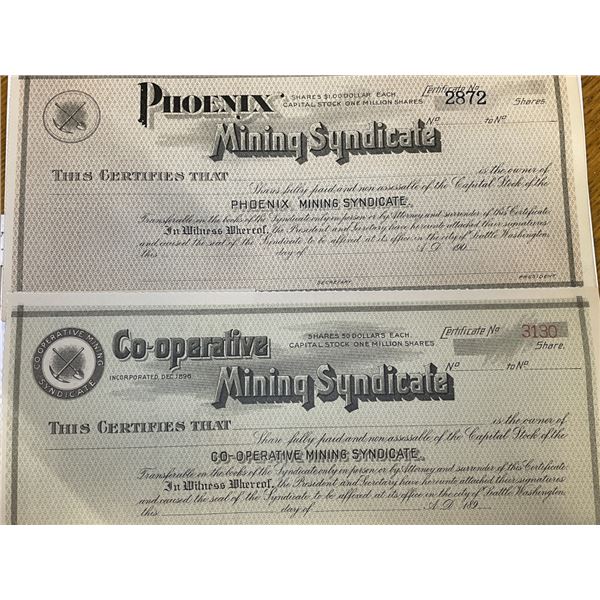 PHOENIX
SHARES $1.00 DOLLAR EACH.
CAPITAL STOCK ONE MILLION SHARES.
Certificate No
2872
Shares.
No to No
Mining Syndicate
THIS CERTIFIES THAT is the owner of
Shares fully paid and non assessable of the Capital Stock of the
PHOENIX MINING SYNDICATE.
Transferable on the books of the Syndicate only in person or by Attorney and surrender of this Certificate.
In Witness Whereof, the President and Secretary have hereunto attached their signatures
and caused the seal of the Syndicate to be affixed at its office in the city of Seattle Washington,
this day of A.D. 190
SECRETARY PRESIDENT
CO-OPERATIVE MINING SYNDICATE
Co-operative
INCORPORATED, DEC. 1896.
SHARES 50 DOLLARS EACH.
CAPITAL STOCK ONE MILLION SHARES.
Certificate No 3130
Share.
No to No
Mining Syndicate
THIS CERTIFIES THAT is the owner of
Share fully paid and non assessable of the Capital Stock of the
CO-OPERATIVE MINING SYNDICATE.
Transferable on the books of the Syndicate only in person or by Attorney and surrender of this Certificate
In Witness Whereof, the President and Secretary have hereunto attached their signatures
and caused the seal of the Syndicate to be affixed at its office in the city of Seattle Washington,
this day of A.D. 189